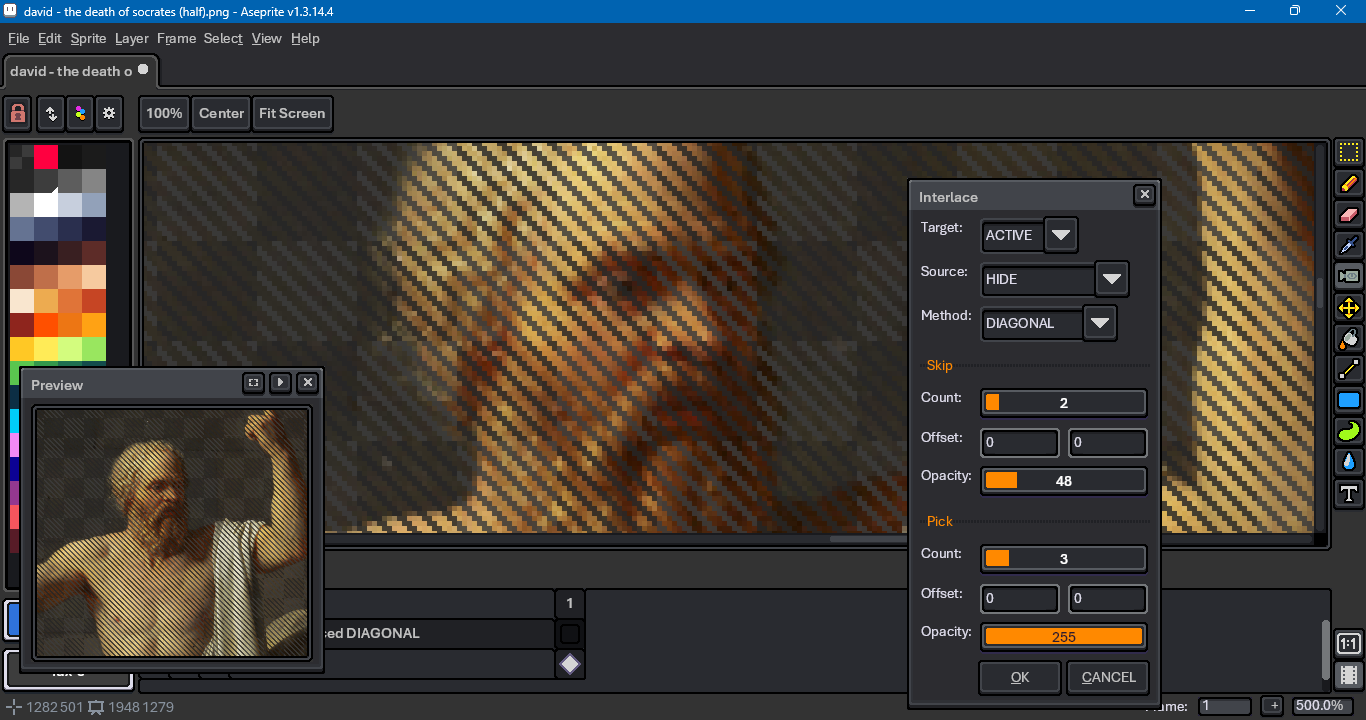 david - the death of socrates (half).png - Aseprite v1.3.14.4
File Edit Sprite Layer Frame Select View Help
david - the death o
100% Center Fit Screen
Interlace
Target: ACTIVE
Source: HIDE
Method: DIAGONAL
Skip
Count: 2
Offset: 0 0
Opacity: 48
Pick
Count: 3
Offset: 0 0
Opacity: 255
OK CANCEL
Preview
1
ced DIAGONAL
1:1
T
1282 501 1948 1279
me: 1 + 500.0%